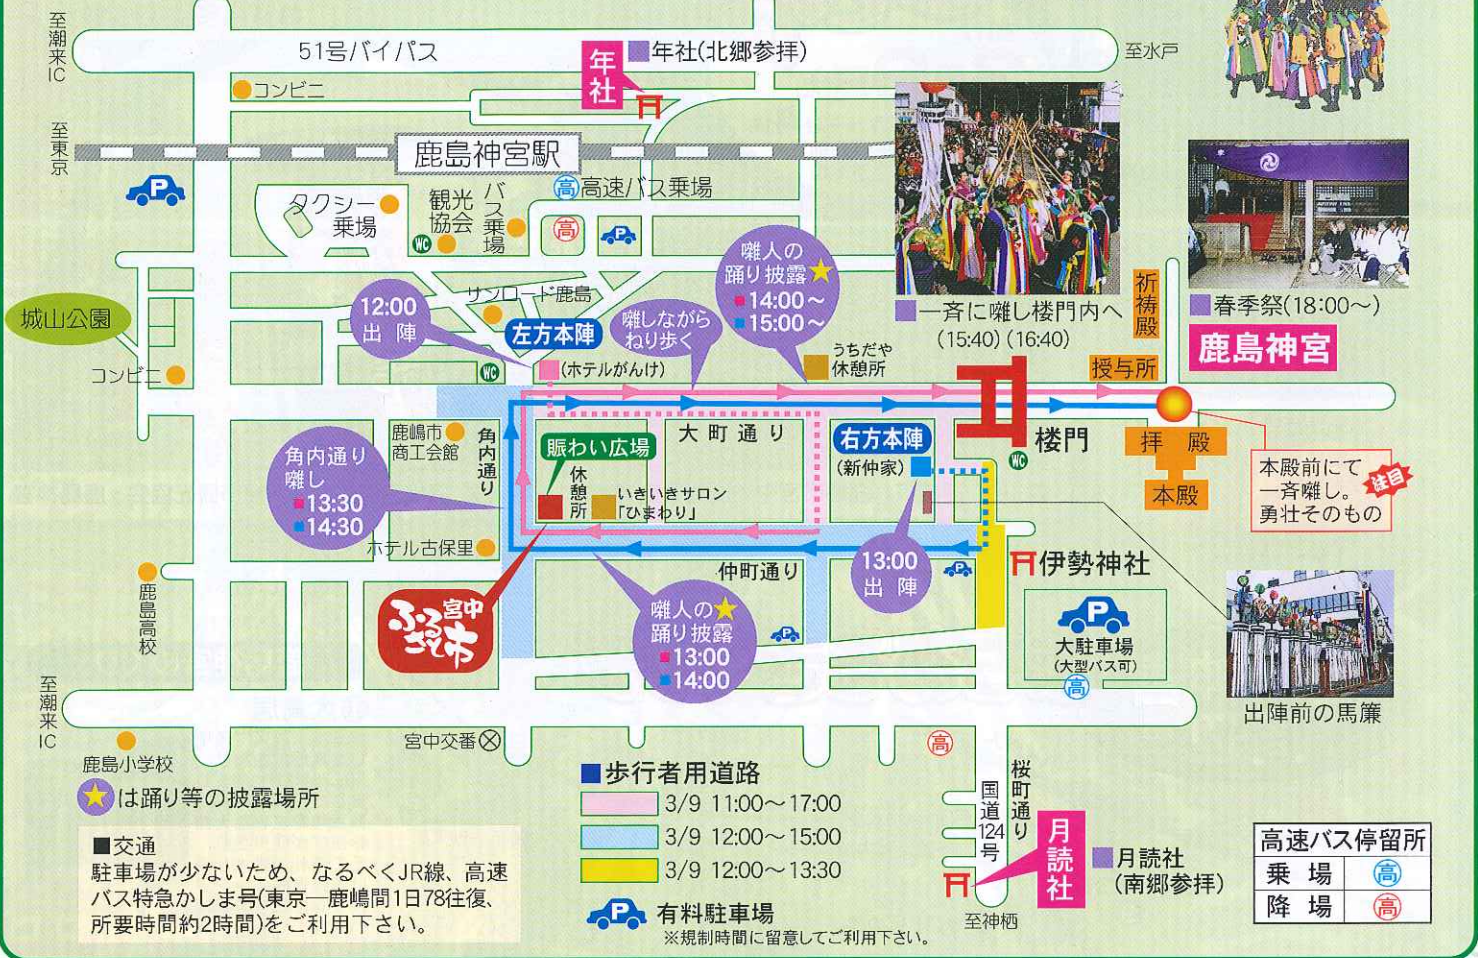 至潮来IC
51号バイパス
至水戸
年社
■年社(北郷参拝)
コンビニ
至東京
鹿島神宮駅
P
タクシー
乗場
観光
協会
バス乗場
高 高速バス乗場
高
P
WC
サンロード鹿島
城山公園
コンビニ
12:00
出陣
左方本陣
(ホテルがんけ)
WC
囃しながら
ねり歩く
囃人の
踊り披露★
■14:00～
■15:00～
うちだや
休憩所
■一斉に囃し楼門内へ
(15:40) (16:40)
祈祷殿
■春季祭(18:00～)
鹿島神宮
授与所
楼門
WC
拝殿
本殿
本殿前にて
一斉囃し。
勇壮そのもの
注目
鹿嶋市
商工会館
角内通り
角内通り
囃し
■13:30
■14:30
賑わい広場
休憩所
いきいきサロン
「ひまわり」
大町通り
右方本陣
(新仲家)
ホテル古保里
仲町通り
13:00
出陣
P
伊勢神社
鹿島高校
宮中
ふるさと市
囃人の★
踊り披露
■13:00
■14:00
P
P
大駐車場
(大型バス可)
高
出陣前の馬簾
至潮来IC
鹿島小学校
宮中交番
高
★は踊り等の披露場所
■歩行者用道路
3/9 11:00～17:00
3/9 12:00～15:00
3/9 12:00～13:30
P 有料駐車場
※規制時間に留意してご利用下さい。
■交通
駐車場が少ないため、なるべくJR線、高速
バス特急かしま号(東京―鹿嶋間1日78往復、
所要時間約2時間)をご利用下さい。
国道124号
桜町通り
月読社
■月読社
(南郷参拝)
至神栖
高速バス停留所
乗場 高
降場 高